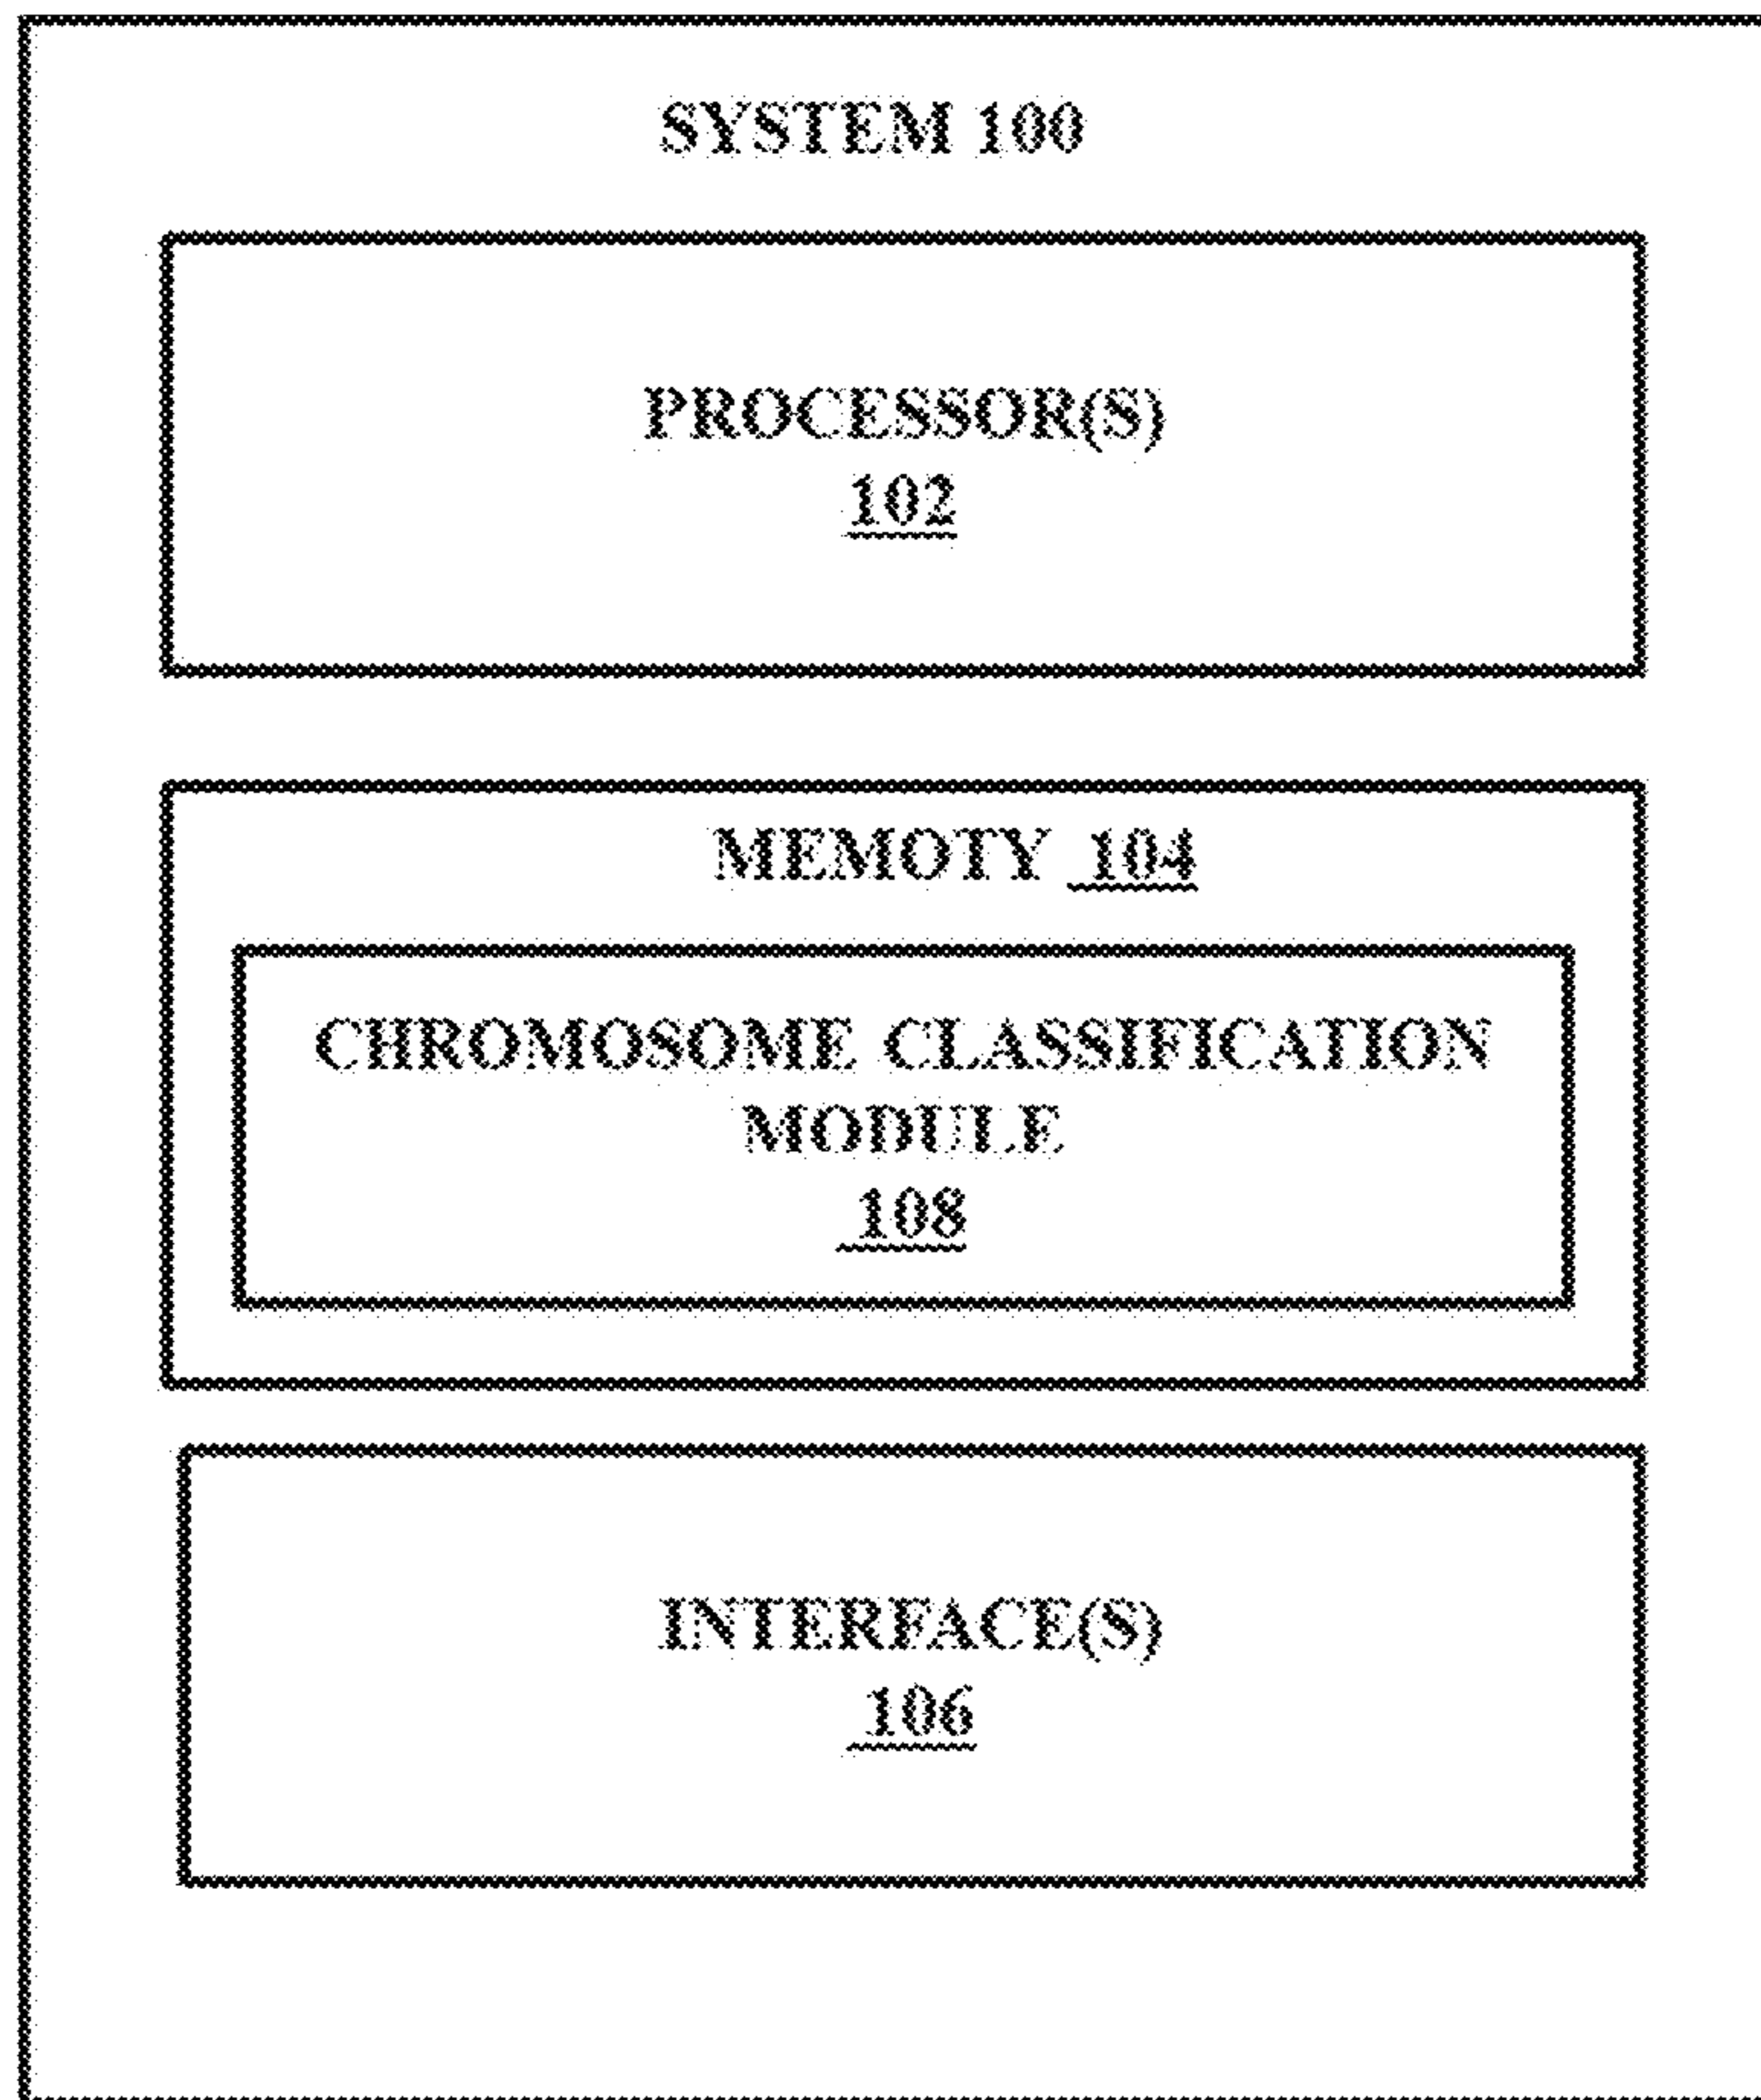 SYSTEM 100
PROCESSOR(S)
102
MEMOTY 104
CHROMOSOME CLASSIFICATION
MODULE
108
INTERFACE(S)
106